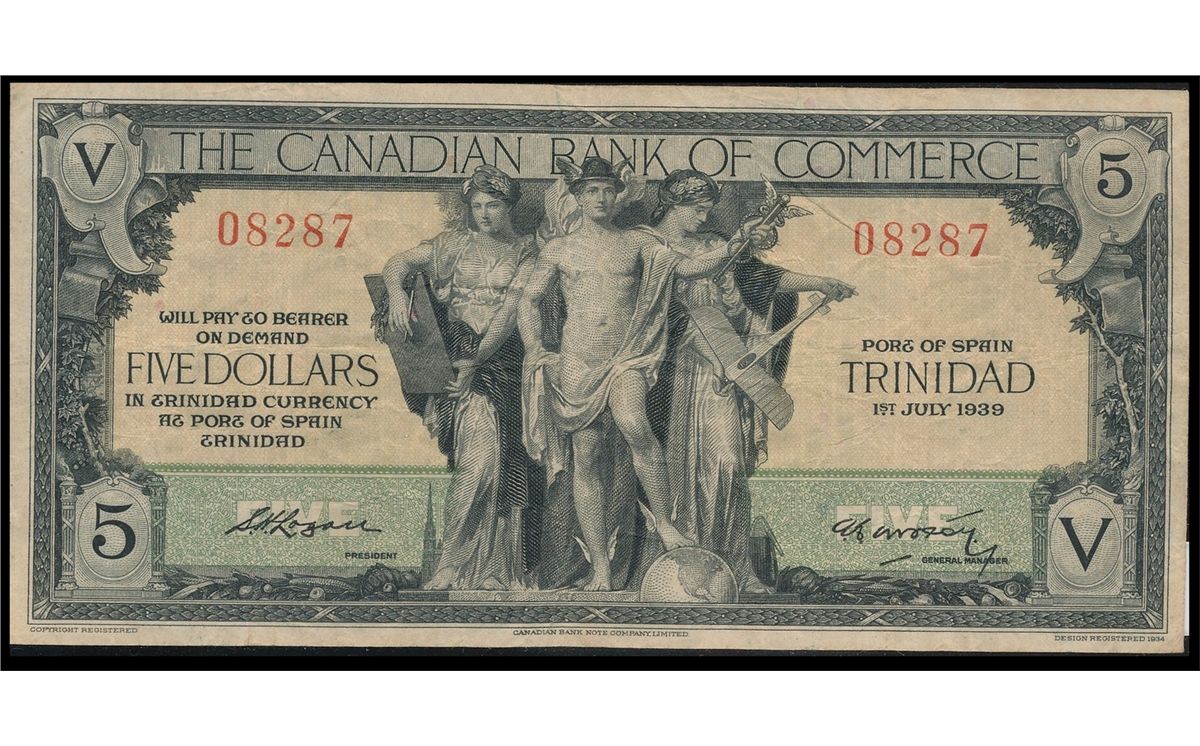 THE CANADIAN BANK OF COMMERCE
V
5
08287
08287
WILL PAY TO BEARER
ON DEMAND
FIVE DOLLARS
IN TRINIDAD CURRENCY
AT PORT OF SPAIN
TRINIDAD
PORT OF SPAIN
TRINIDAD
1ST JULY 1939
5
FIVE
S.H. Logan
PRESIDENT
FIVE
GENERAL MANAGER
V
COPYRIGHT REGISTERED
CANADIAN BANK NOTE COMPANY, LIMITED.
DESIGN REGISTERED 1934